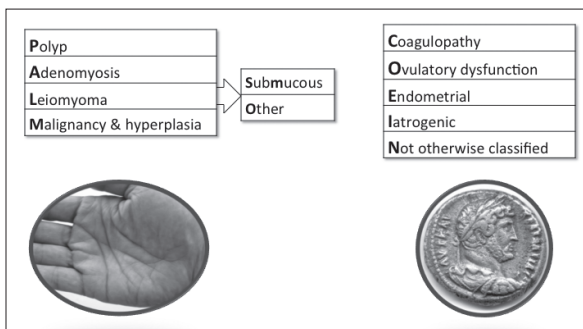 Polyp
Adenomyosis
Leiomyoma
Malignancy & hyperplasia
Submucous
Other
Coagulopathy
Ovulatory dysfunction
Endometrial
Iatrogenic
Not otherwise classified